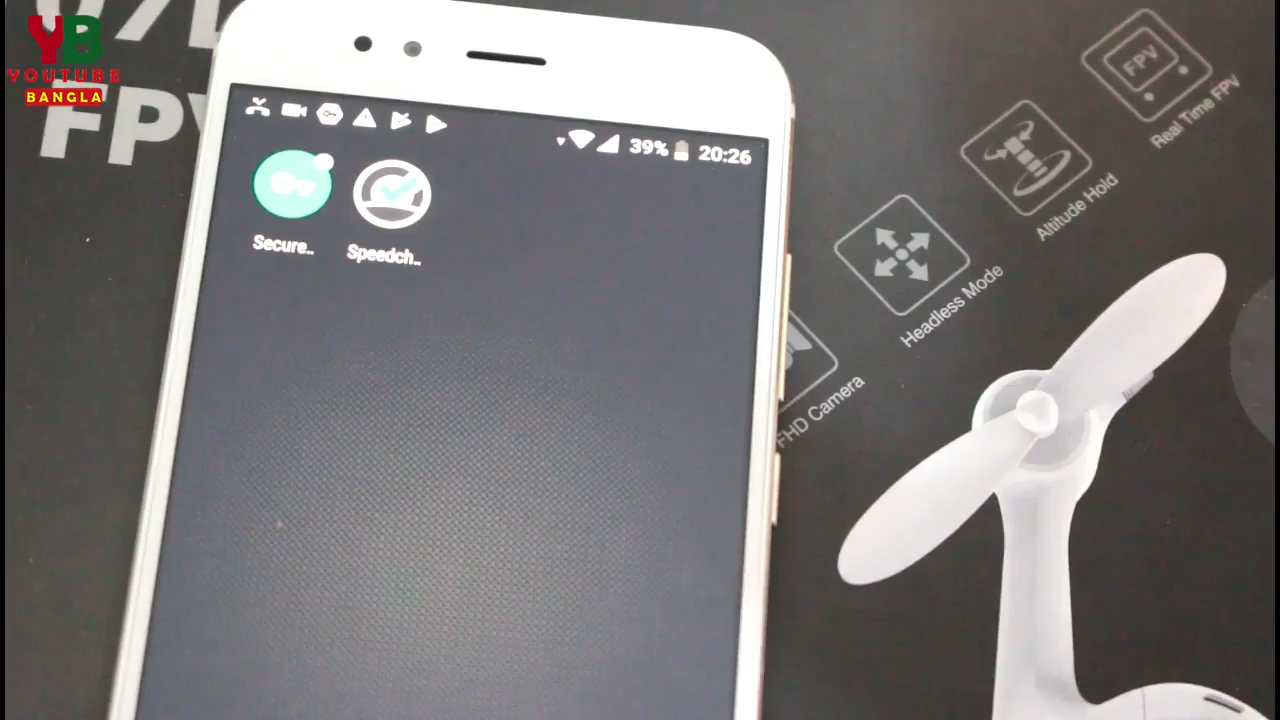 YB
YOUTUBE
BANGLA
FPV
39%
20:26
Secure..
Speedch..
FPV
Real Time FPV
Altitude Hold
Headless Mode
FHD Camera